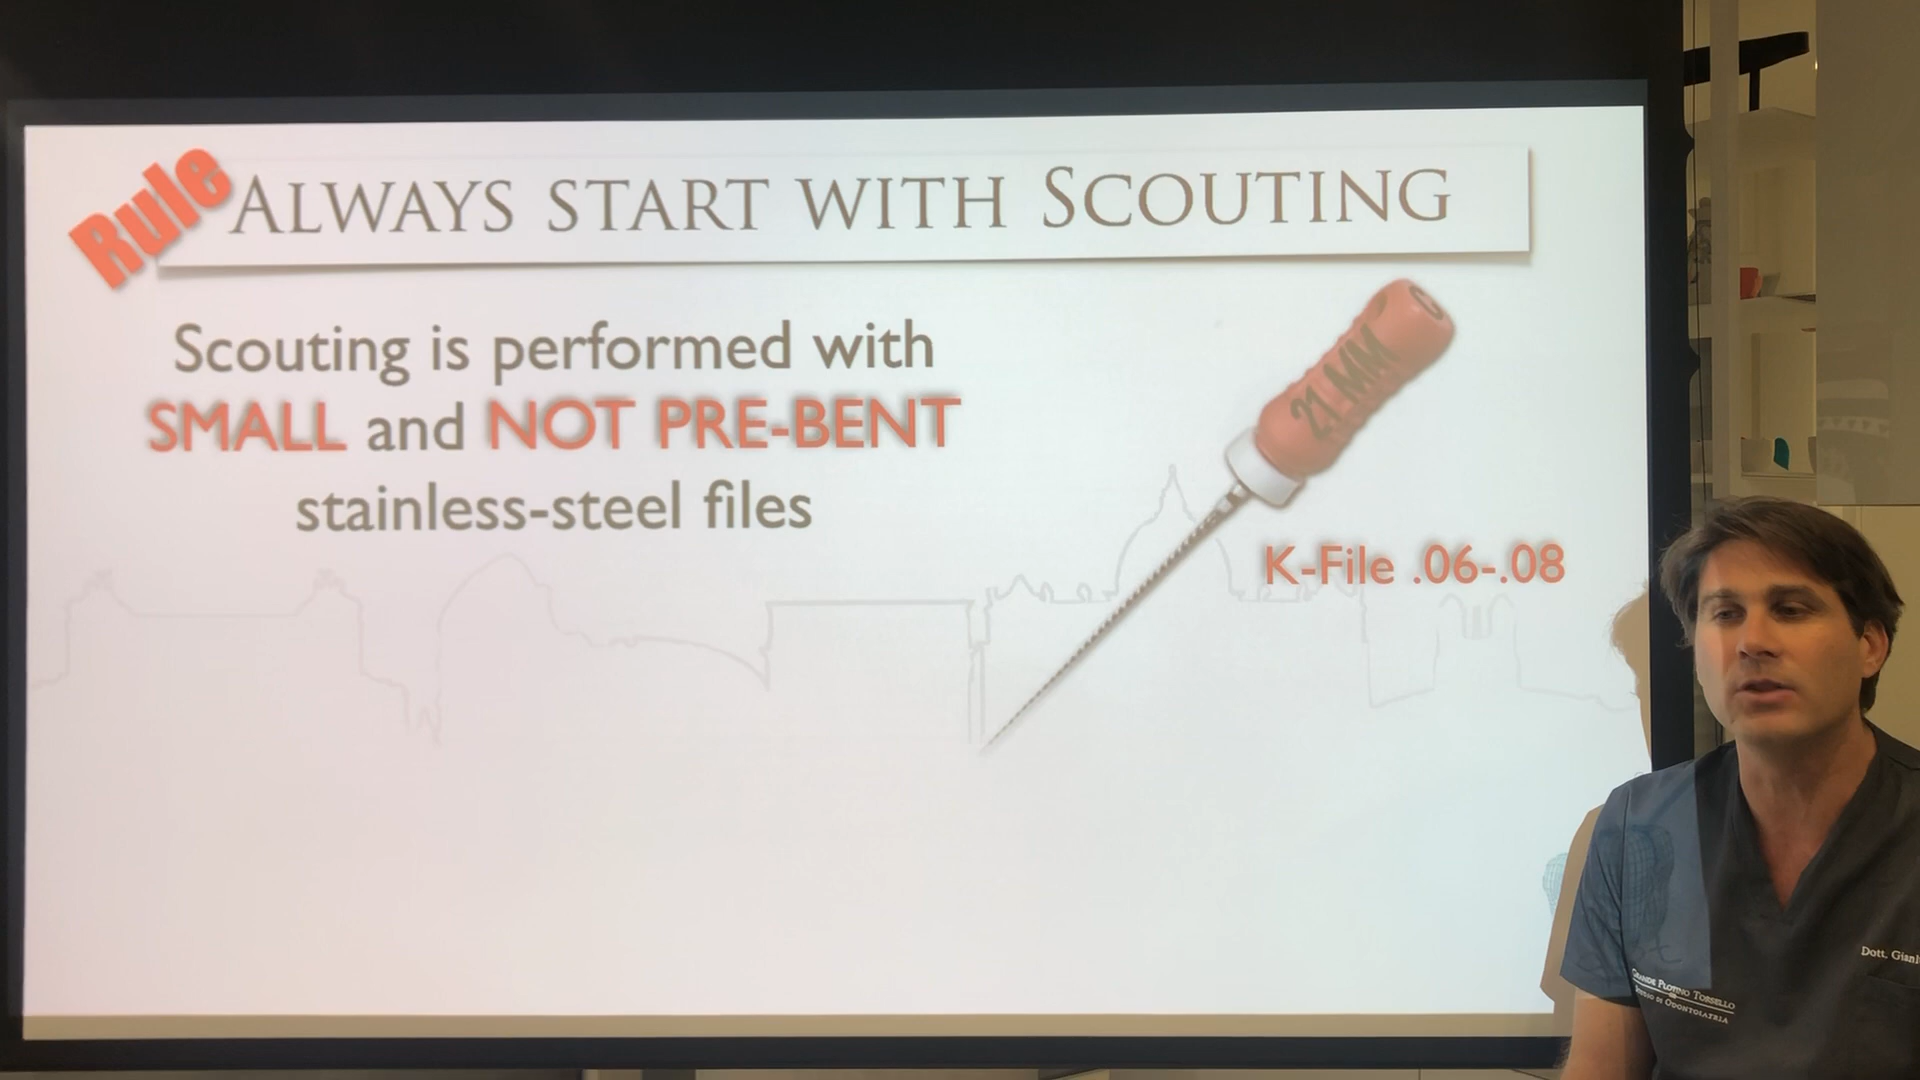 Rule
ALWAYS START WITH SCOUTING
Scouting is performed with
SMALL and NOT PRE-BENT
stainless-steel files
21 MM
C
K-File .06-.08
Dott.
GRANDE PLOTINO TORSELLO
STUDIO DI ODONTOIATRIA